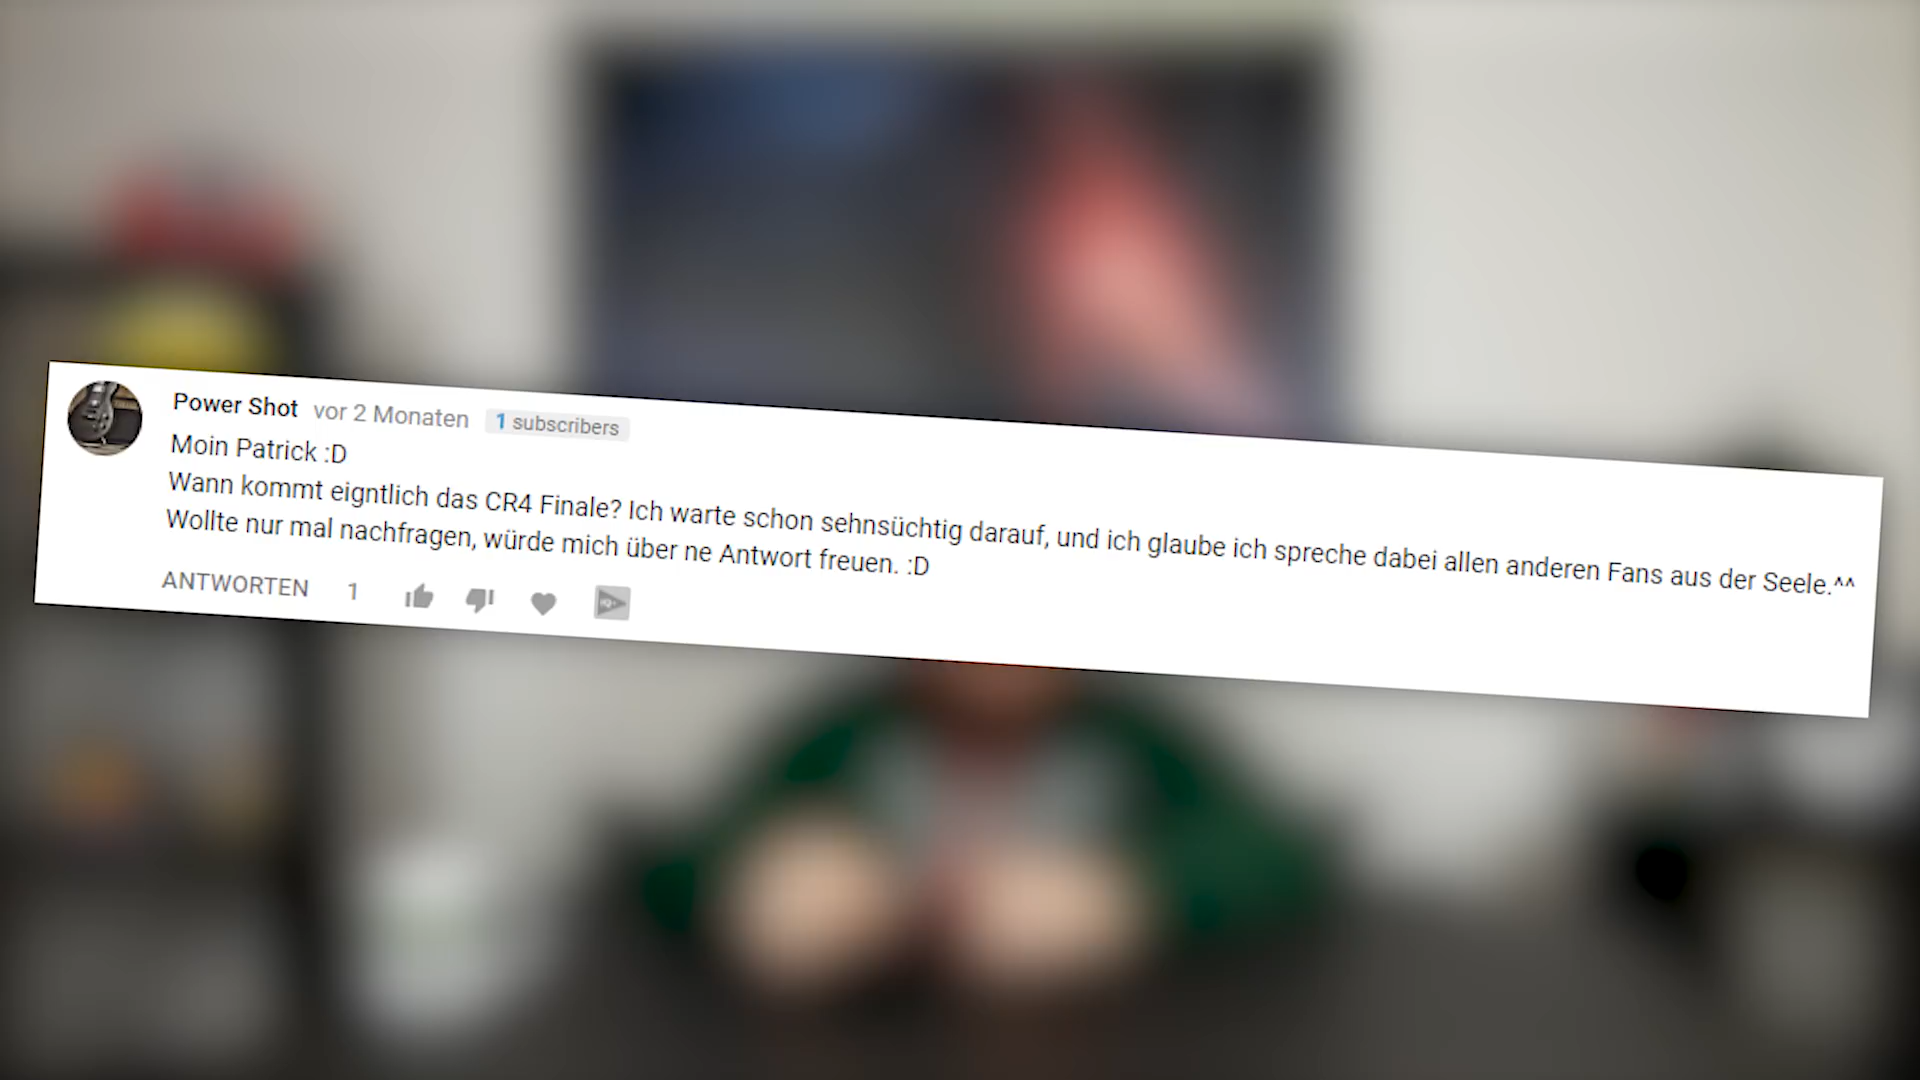 Power Shot vor 2 Monaten 1 subscribers
Moin Patrick :D
Wann kommt eigntlich das CR4 Finale? Ich warte schon sehnsüchtig darauf, und ich glaube ich spreche dabei allen anderen Fans aus der Seele.^^
Wollte nur mal nachfragen, würde mich über ne Antwort freuen. :D
ANTWORTEN 1